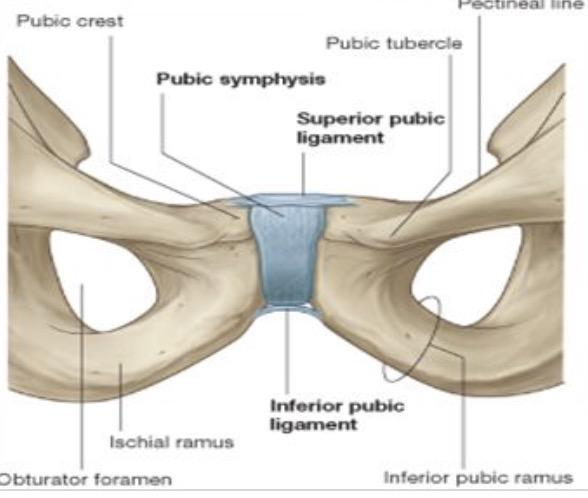 Pectineal line
Pubic crest
Pubic tubercle
Pubic symphysis
Superior pubic
ligament
Inferior pubic
ligament
Ischial ramus
Obturator foramen
Inferior pubic ramus